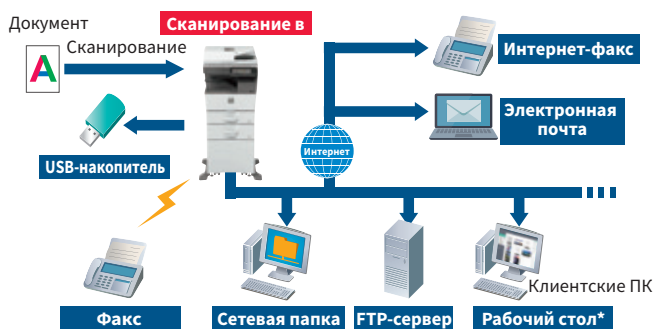 Документ
Сканирование в
Сканирование
A
Интернет-факс
Электронная
почта
Интернет
USB-накопитель
Клиентские ПК
Факс
Сетевая папка
FTP-сервер
Рабочий стол*